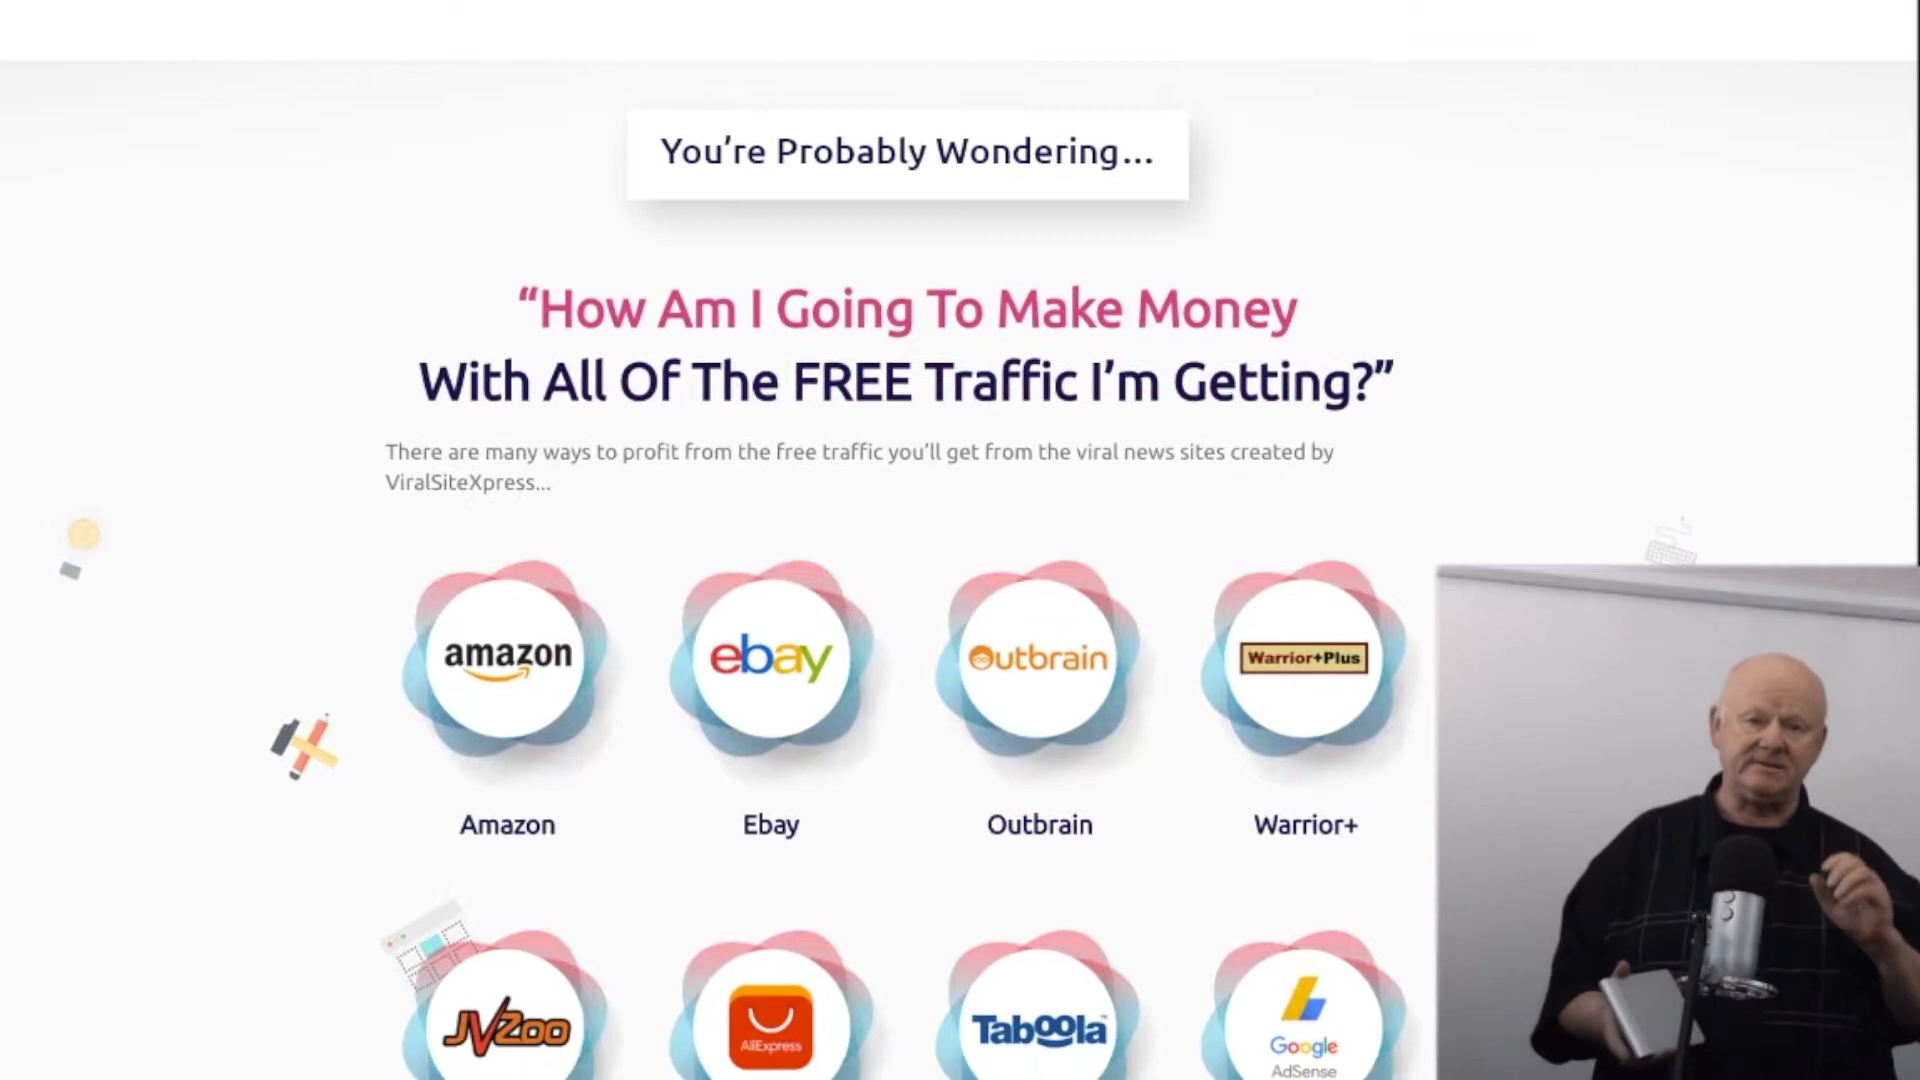 You're Probably Wondering...
“How Am I Going To Make Money
With All Of The FREE Traffic I'm Getting?”
There are many ways to profit from the free traffic you'll get from the viral news sites created by
ViralSiteXpress...
amazon
ebay
Outbrain
Warrior+Plus
Amazon
Ebay
Outbrain
Warrior+
JVZoo
AliExpress
Taboola
Google
AdSense